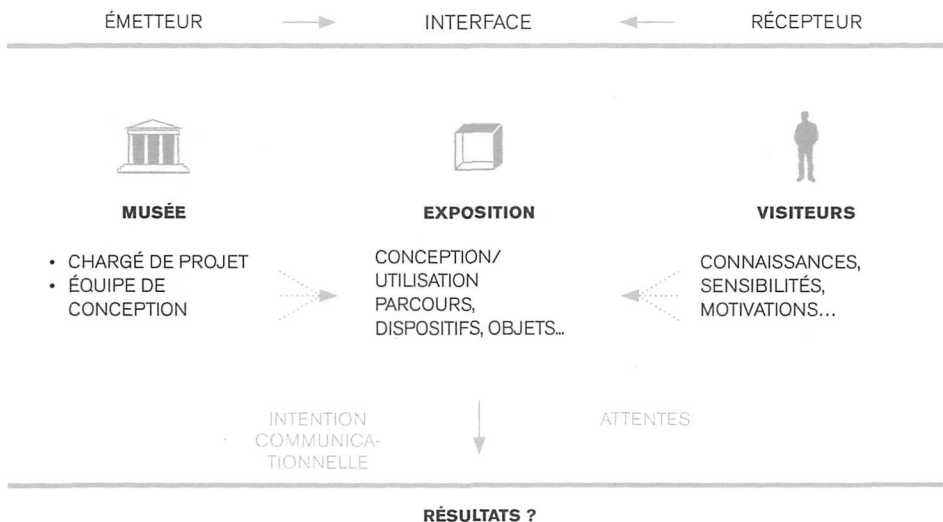 ÉMETTEUR
INTERFACE
RÉCEPTEUR
MUSÉE
• CHARGÉ DE PROJET
• ÉQUIPE DE
CONCEPTION
EXPOSITION
CONCEPTION/
UTILISATION
PARCOURS,
DISPOSITIFS, OBJETS...
VISITEURS
CONNAISSANCES,
SENSIBILITÉS,
MOTIVATIONS...
INTENTION
COMMUNICA-
TIONNELLE
ATTENTES
RÉSULTATS ?